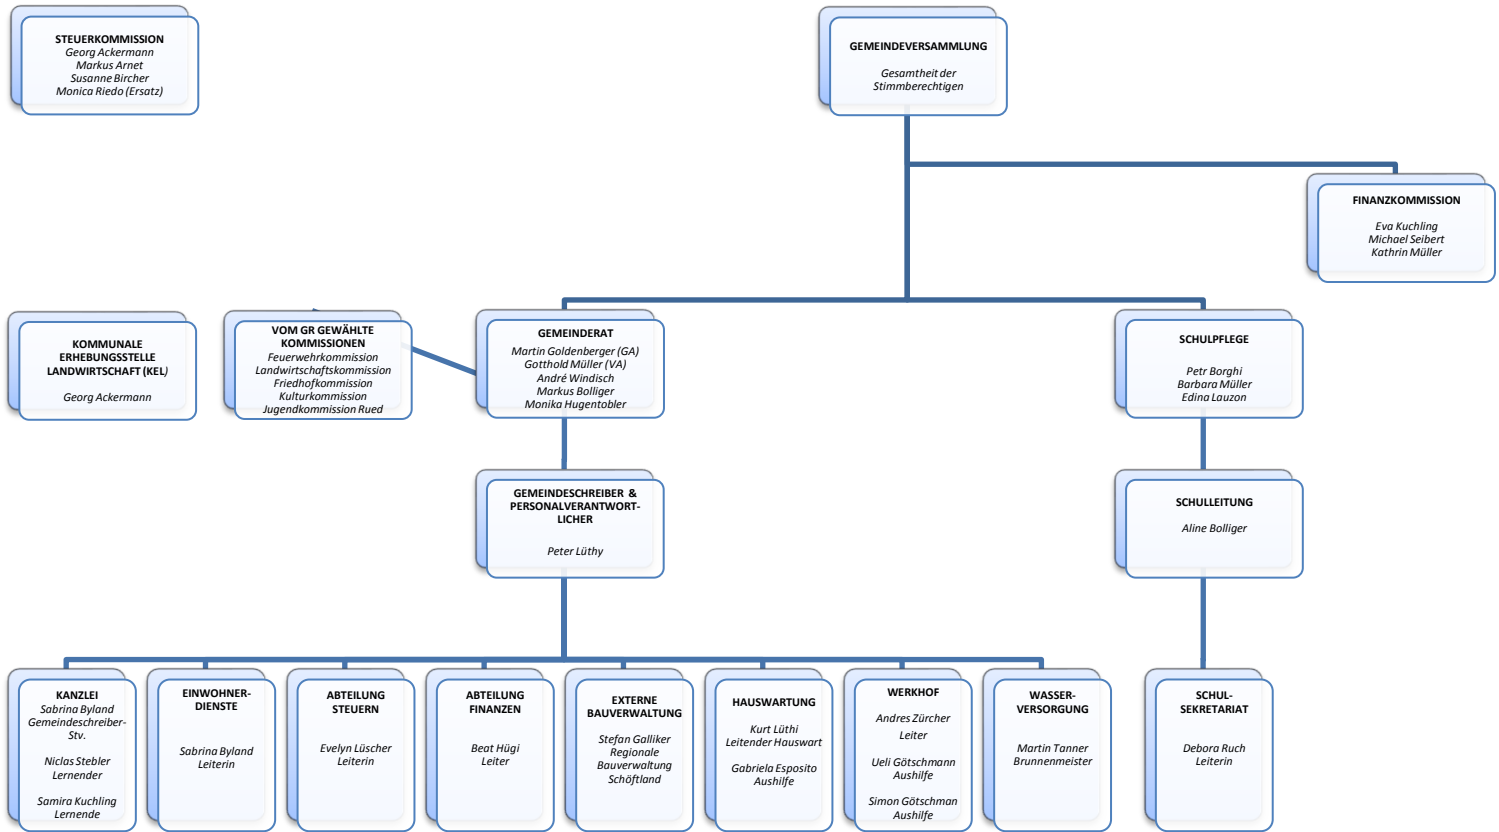 STEUERKOMMISSION
Georg Ackermann
Markus Arnet
Susanne Bircher
Monica Riedo (Ersatz)
GEMEINDEVERSAMMLUNG
Gesamtheit der
Stimmberechtigen
FINANZKOMMISSION
Eva Kuchling
Michael Seibert
Kathrin Müller
KOMMUNALE
ERHEBUNGSSTELLE
LANDWIRTSCHAFT (KEL)
Georg Ackermann
VOM GR GEWÄHLTE
KOMMISSIONEN
Feuerwehrkommission
Landwirtschaftskommission
Friedhofkommission
Kulturkommission
Jugendkommission Rued
GEMEINDERAT
Martin Goldenberger (GA)
Gotthold Müller (VA)
André Windisch
Markus Bolliger
Monika Hugentobler
SCHULPFLEGE
Petr Borghi
Barbara Müller
Edina Lauzon
GEMEINDESCHREIBER &
PERSONALVERANTWORT-
LICHER
Peter Lüthy
SCHULLEITUNG
Aline Bolliger
KANZLEI
Sabrina Byland
Gemeindeschreiber-
Stv.
Niclas Stebler
Lernender
Samira Kuchling
Lernende
EINWOHNER-
DIENSTE
Sabrina Byland
Leiterin
ABTEILUNG
STEUERN
Evelyn Lüscher
Leiterin
ABTEILUNG
FINANZEN
Beat Hügi
Leiter
EXTERNE
BAUVERWALTUNG
Stefan Galliker
Regionale
Bauverwaltung
Schöftland
HAUSWARTUNG
Kurt Lüthi
Leitender Hauswart
Gabriela Esposito
Aushilfe
WERKHOF
Andres Zürcher
Leiter
Ueli Götschmann
Aushilfe
Simon Götschman
Aushilfe
WASSER-
VERSORGUNG
Martin Tanner
Brunnenmeister
SCHUL-
SEKRETARIAT
Debora Ruch
Leiterin